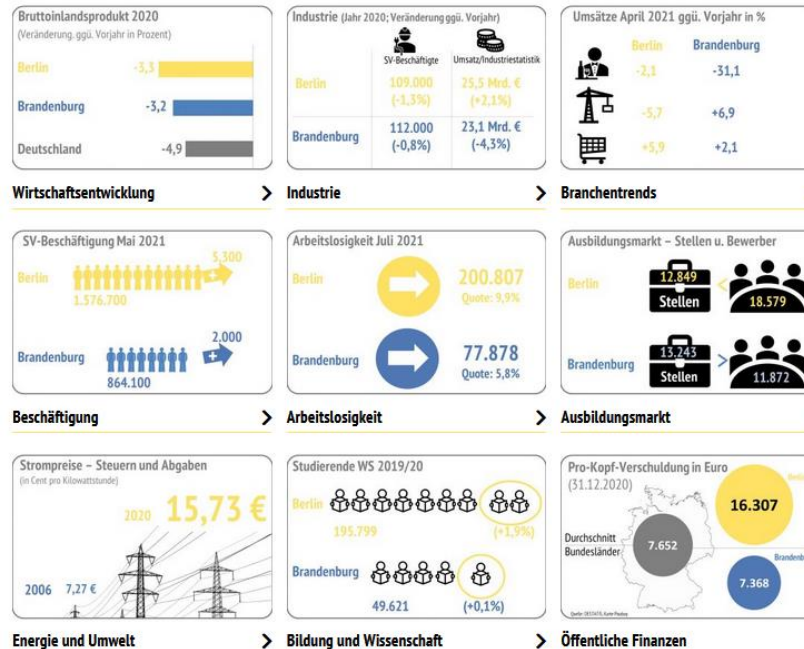 Bruttoinlandsprodukt 2020
(Veränderung. ggü. Vorjahr in Prozent)
Berlin -3,3
Brandenburg -3,2
Deutschland -4,9
Wirtschaftsentwicklung
Industrie (Jahr 2020; Veränderung ggü. Vorjahr)
SV-Beschäftigte Umsatz/Industriestatistik
Berlin 109.000 25,5 Mrd. €
(-1,3%) (+2,1%)
Brandenburg 112.000 23,1 Mrd. €
(-0,8%) (-4,3%)
Industrie
Umsätze April 2021 ggü. Vorjahr in %
Berlin Brandenburg
-2,1 -31,1
-5,7 +6,9
+5,9 +2,1
Branchentrends
SV-Beschäftigung Mai 2021
5.300
Berlin
1.576.700
2.000
Brandenburg
864.100
Beschäftigung
Arbeitslosigkeit Juli 2021
Berlin 200.807
Quote: 9,9%
Brandenburg 77.878
Quote: 5,8%
Arbeitslosigkeit
Ausbildungsmarkt – Stellen u. Bewerber
Berlin 12.849 <
Stellen 18.579
Brandenburg 13.243 >
Stellen 11.872
Ausbildungsmarkt
Strompreise – Steuern und Abgaben
(in Cent pro Kilowattstunde)
2020 15,73 €
2006 7,27 €
Energie und Umwelt
Studierende WS 2019/20
Berlin
195.799 (+1,9%)
Brandenburg
49.621 (+0,1%)
Bildung und Wissenschaft
Pro-Kopf-Verschuldung in Euro
(31.12.2020)
16.307
Durchschnitt
Bundesländer 7.652
7.368
Öffentliche Finanzen